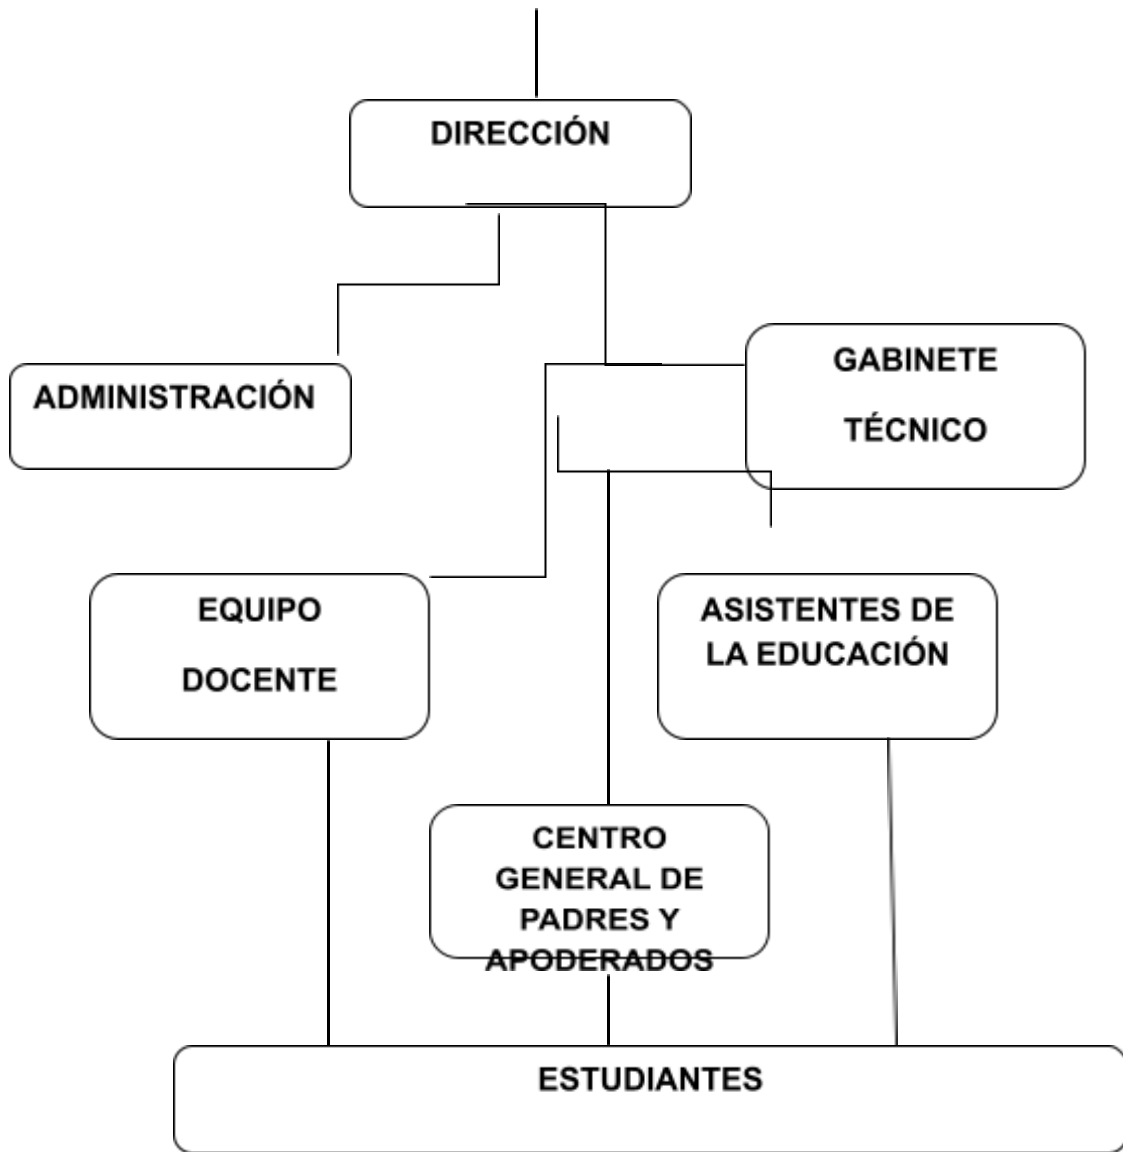 DIRECCIÓN
ADMINISTRACIÓN
GABINETE
TÉCNICO
EQUIPO
DOCENTE
ASISTENTES DE
LA EDUCACIÓN
CENTRO
GENERAL DE
PADRES Y
APODERADOS
ESTUDIANTES